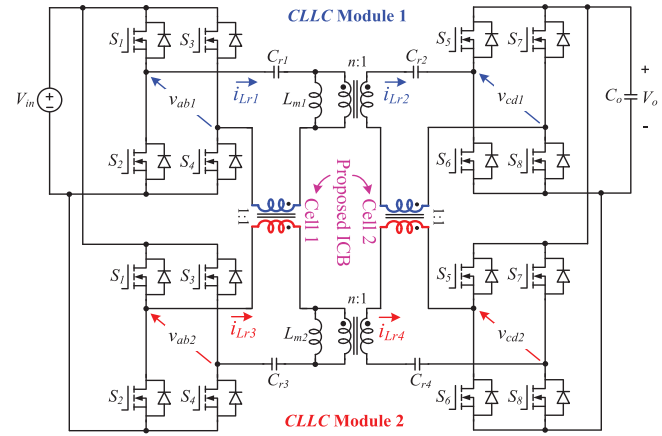 CLLC Module 1
S1
S3
Cr1
n:1
Cr2
S5
S7
Vin
+
-
vab1
iLr1
Lm1
iLr2
vcd1
Co
+
Vo
-
S2
S4
S6
S8
1:1
Cell 1
Proposed ICB
Cell 2
1:1
S1
S3
n:1
S5
S7
vab2
iLr3
Lm2
iLr4
vcd2
S2
S4
Cr3
Cr4
S6
S8
CLLC Module 2